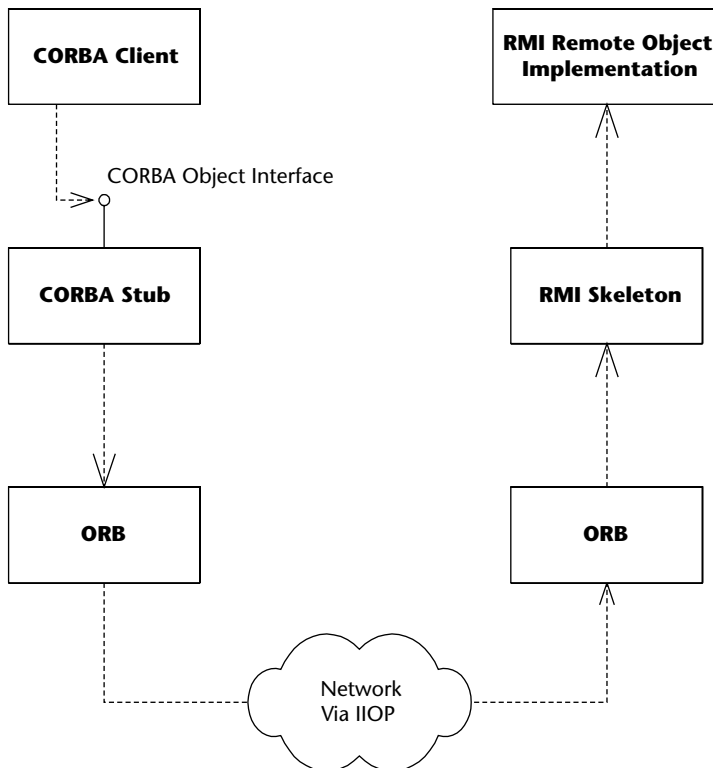 CORBA Client
RMI Remote Object
Implementation
CORBA Object Interface
CORBA Stub
RMI Skeleton
ORB
ORB
Network
Via IIOP